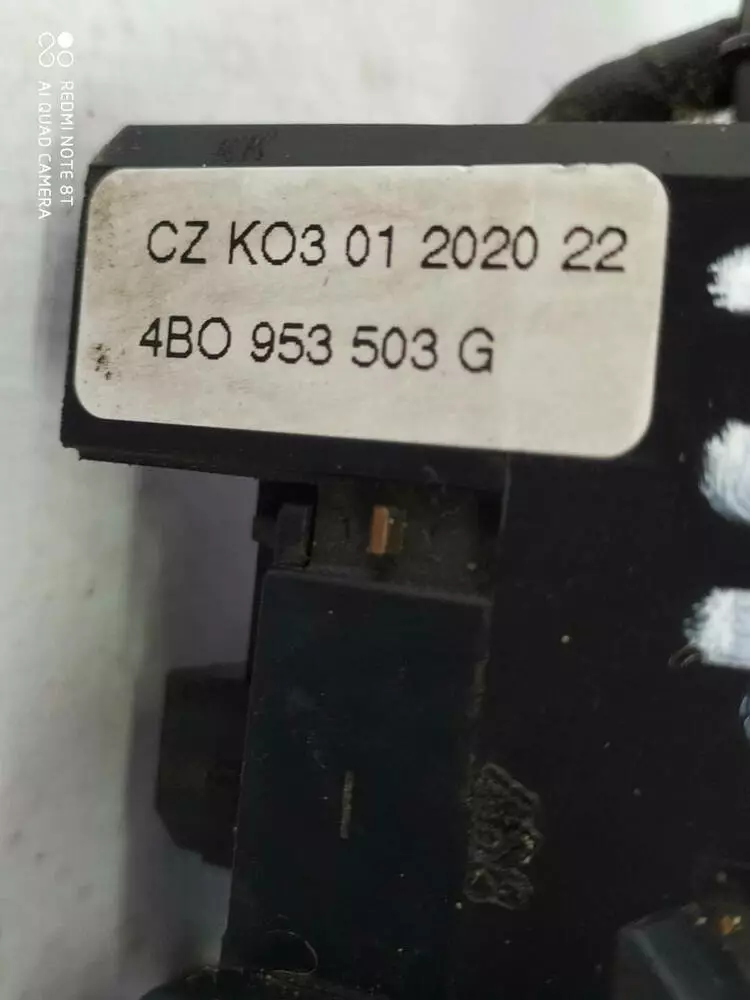 REDMI NOTE 8T
AI QUAD CAMERA
CZ KO3 01 2020 22
4BO 953 503 G